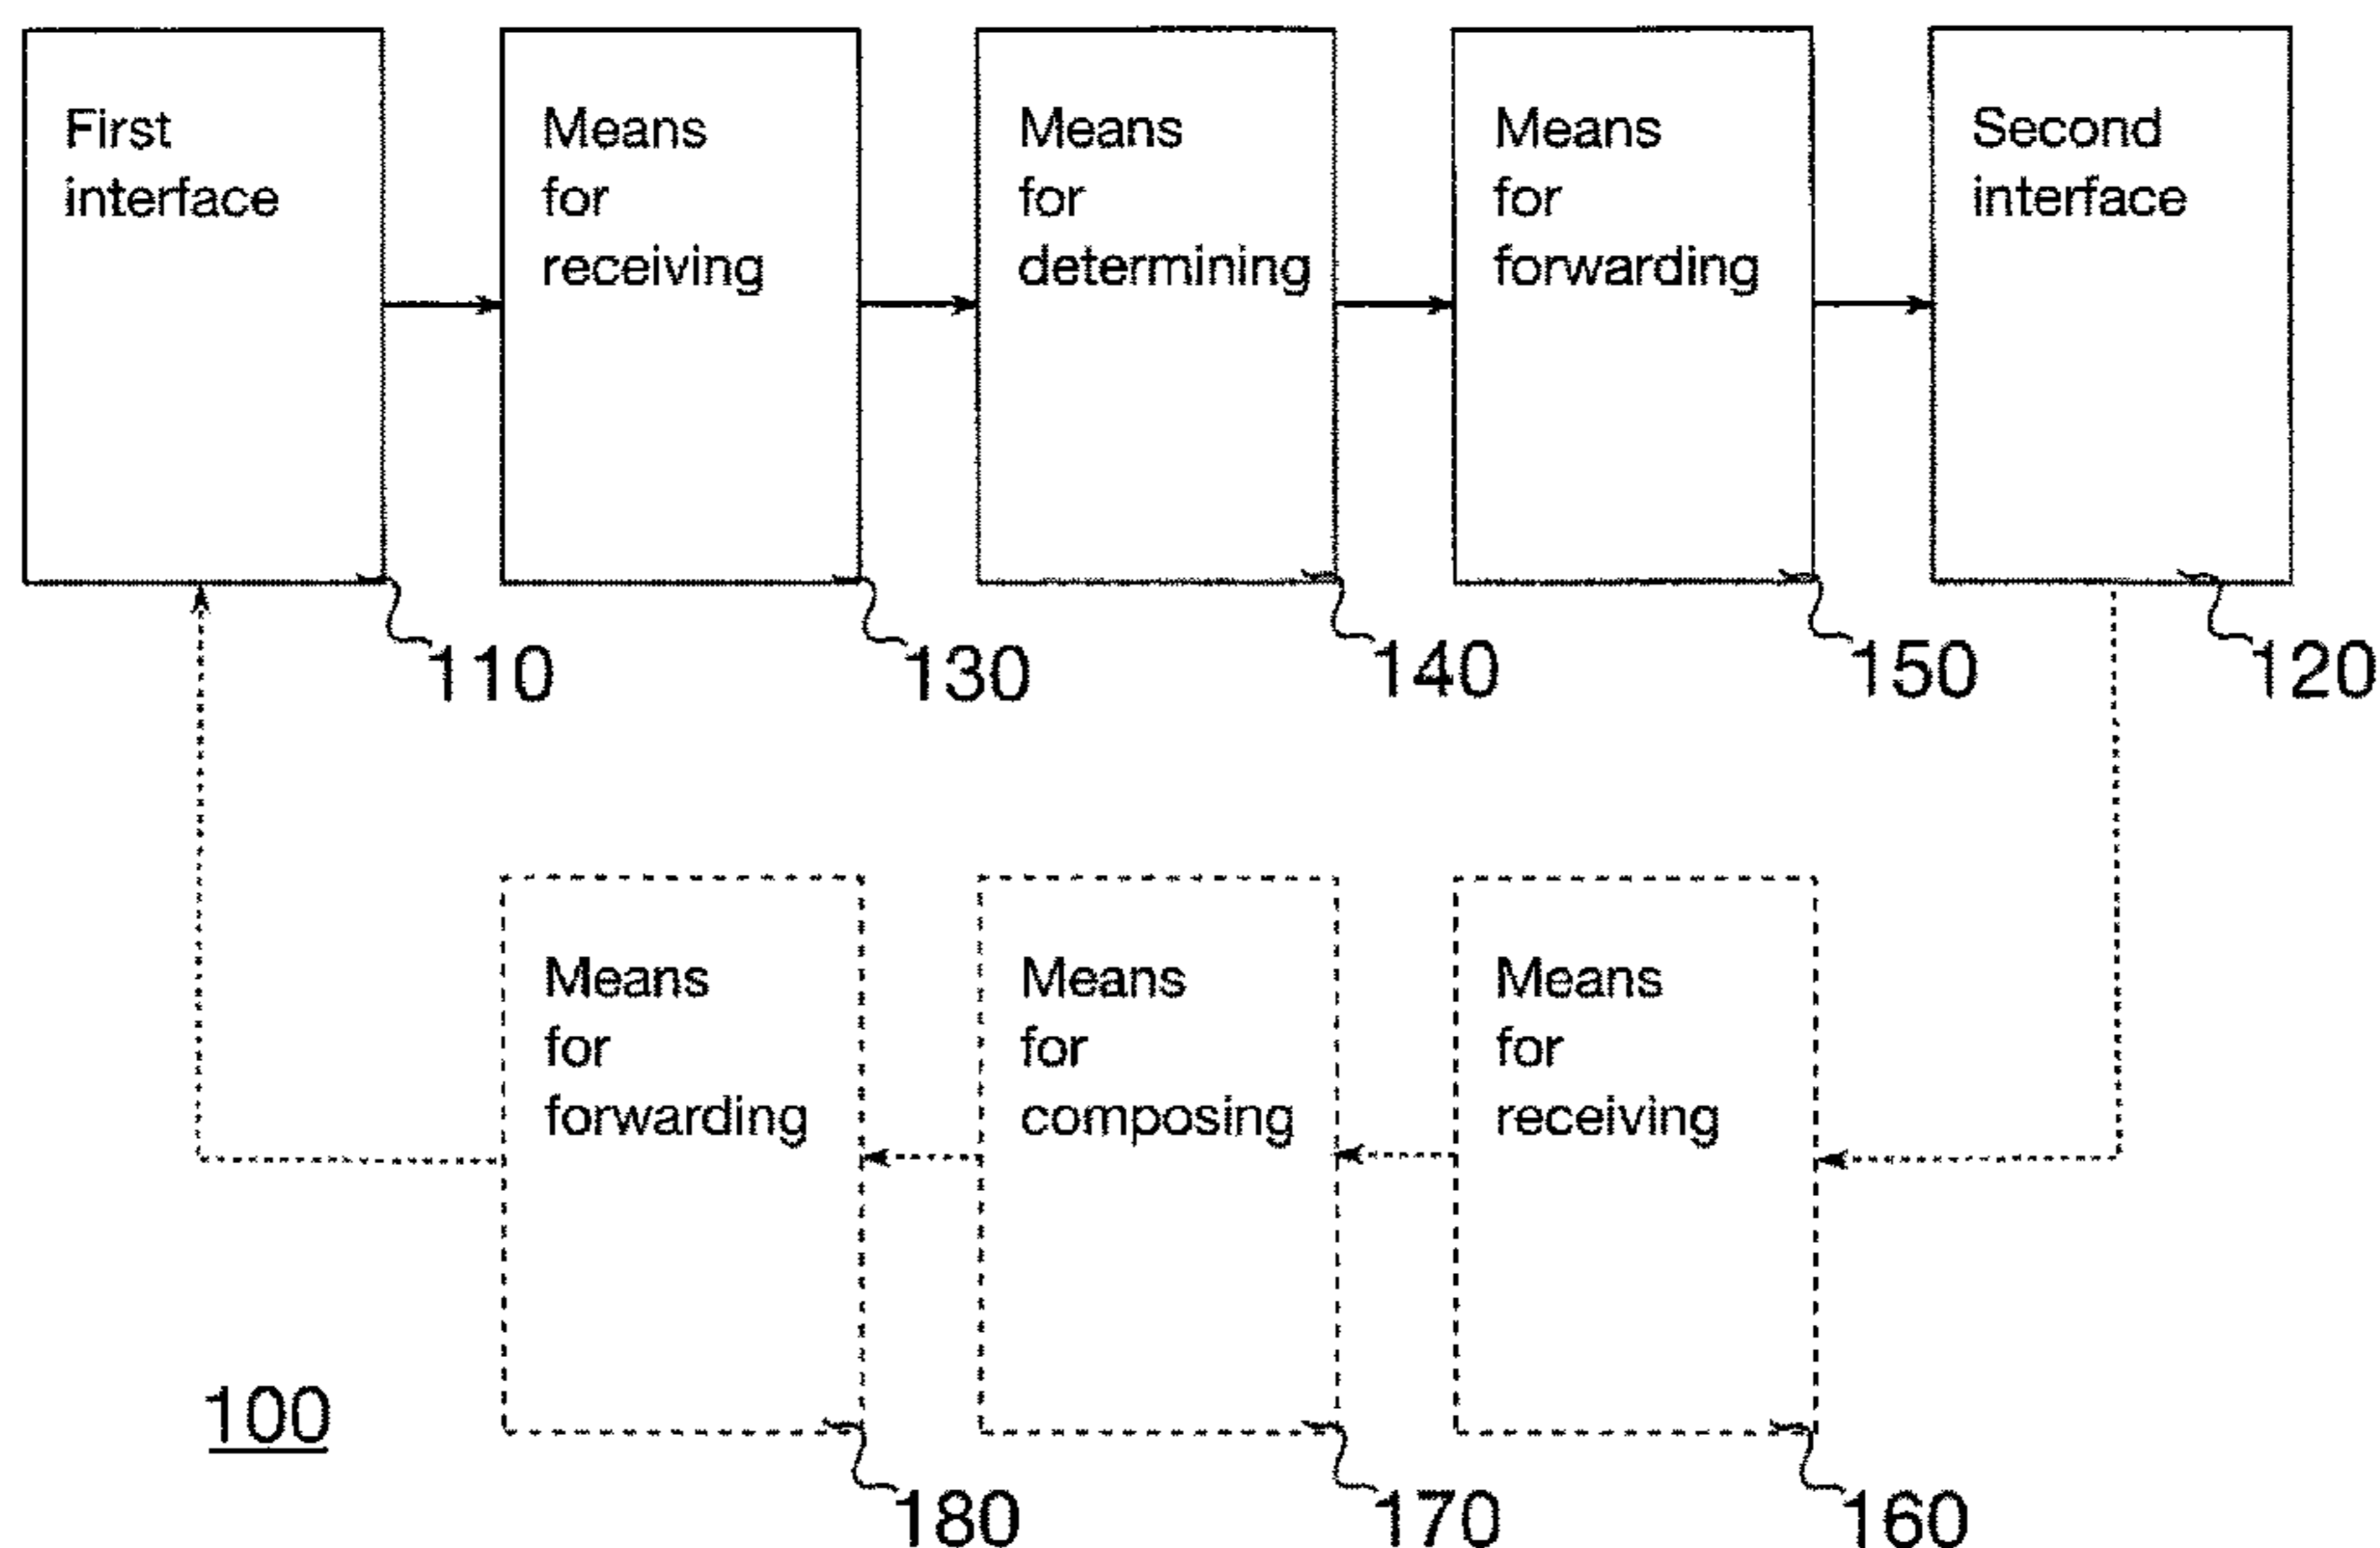 First
interface
Means
for
receiving
Means
for
determining
Means
for
forwarding
Second
interface
110
130
140
150
120
Means
for
forwarding
Means
for
composing
Means
for
receiving
100
180
170
160